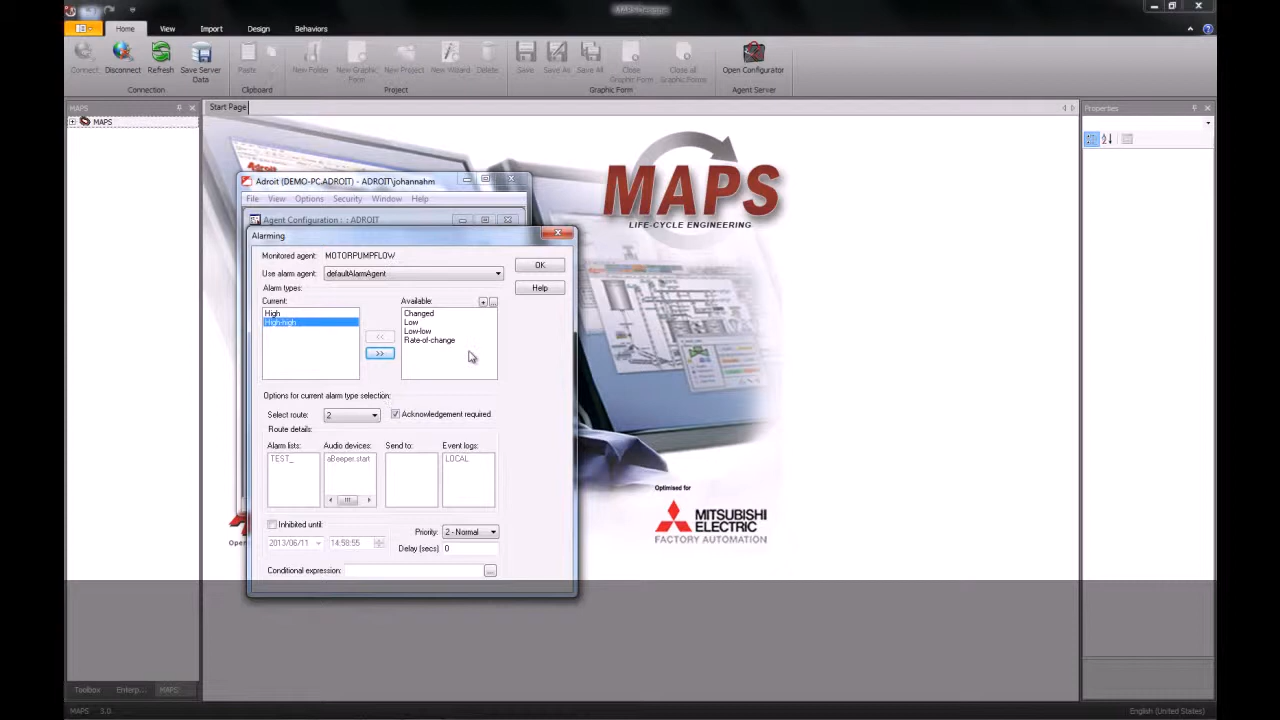 MAPS Designer
Home View Import Design Behaviors
Connect Disconnect Refresh Save Server Data Paste New Folder New Graphic Form New Project New Wizard Delete Save Save As Save All Close Graphic Form Close all Graphic Forms Open Configurator
Connection Clipboard Project Graphic Form Agent Server
MAPS
Start Page
Properties
MAPS
MAPS
LIFE-CYCLE ENGINEERING
Adroit (DEMO-PC.ADROIT) - ADROIT\johannahm
File View Options Security Window Help
Agent Configuration : : ADROIT
Alarming
Monitored agent: MOTORPUMPFLOW
OK
Use alarm agent: defaultAlarmAgent
Help
Alarm types:
Current:
High
High-high
<<
>>
Available:
+ ...
Changed
Low
Low-low
Rate-of-change
Options for current alarm type selection:
Select route: 2
Acknowledgement required
Route details:
Alarm lists: Audio devices: Send to: Event logs:
TEST_ aBeeper.start LOCAL
Inhibited until:
2013/06/11 14:58:55
Priority: 2 - Normal
Delay (secs) 0
Conditional expression: ...
Optimised for
MITSUBISHI
ELECTRIC
FACTORY AUTOMATION
Open
Toolbox Enterp... MAPS
MAPS 3.0
English (United States)